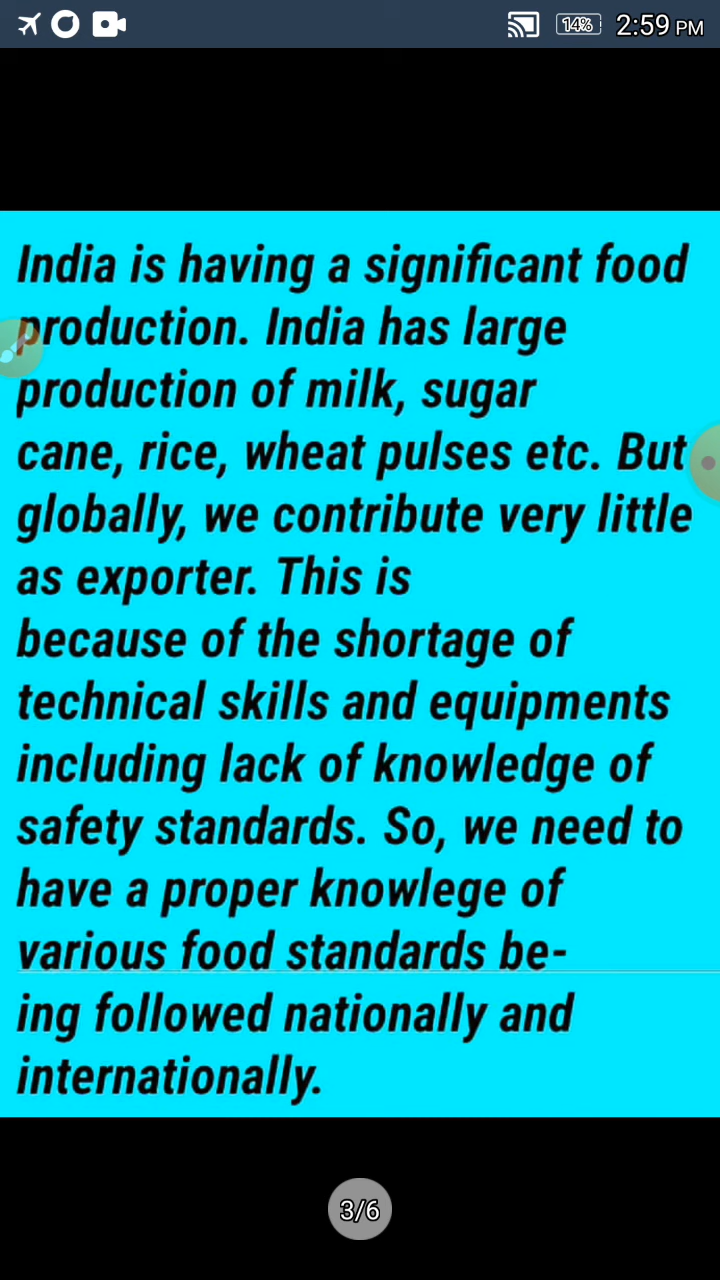 14% 2:59 PM
India is having a significant food
production. India has large
production of milk, sugar
cane, rice, wheat pulses etc. But
globally, we contribute very little
as exporter. This is
because of the shortage of
technical skills and equipments
including lack of knowledge of
safety standards. So, we need to
have a proper knowlege of
various food standards be-
ing followed nationally and
internationally.
3/6